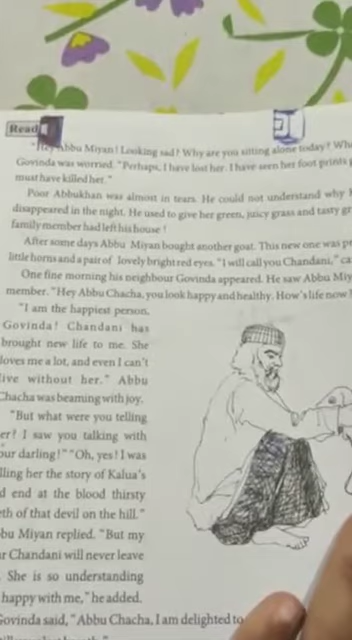 Read
"Hey Abbu Miyan! Looking sad? Why are you sitting alone today?
Govinda was worried. "Perhaps, I have lost her. I have seen her foot prints
must have killed her."
Poor Abbukhan was almost in tears. He could not understand why
disappeared in the night. He used to give her green, juicy grass and tasty
family member had left his house!
After some days Abbu Miyan bought another goat. This new one was
little horns and a pair of lovely bright red eyes. "I will call you Chandani,"
One fine morning his neighbour Govinda appeared. He saw Abbu
member. "Hey Abbu Chacha, you look happy and healthy. How's life now
"I am the happiest person,
Govinda! Chandani has
brought new life to me. She
loves me a lot, and even I can't
live without her." Abbu
Chacha was beaming with joy.
"But what were you telling
her? I saw you talking with
your darling!" "Oh, yes! I was
telling her the story of Kalua's
end at the blood thirsty
of that devil on the hill."
Miyan replied. "But my
Chandani will never leave
She is so understanding
happy with me," he added.
Govinda said, "Abbu Chacha, I am delighted to